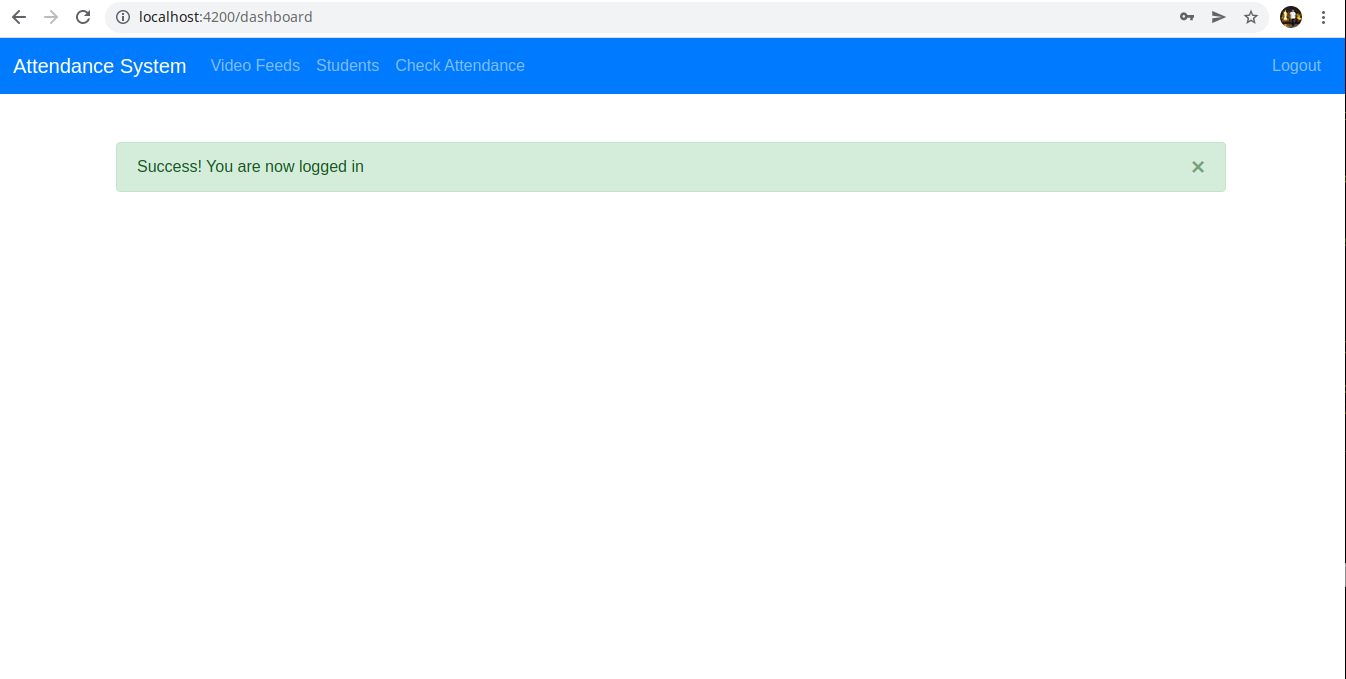 localhost:4200/dashboard
Attendance System Video Feeds Students Check Attendance Logout
Success! You are now logged in ×